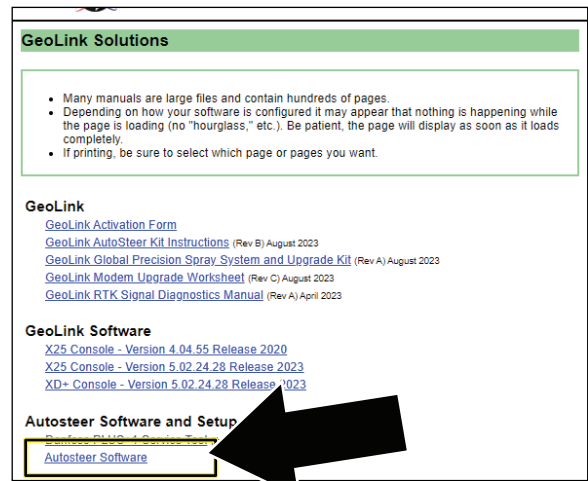 GeoLink Solutions
Many manuals are large files and contain hundreds of pages.
Depending on how your software is configured it may appear that nothing is happening while
the page is loading (no "hourglass," etc.). Be patient, the page will display as soon as it loads
completely.
If printing, be sure to select which page or pages you want.
GeoLink
GeoLink Activation Form
GeoLink AutoSteer Kit Instructions (Rev B) August 2023
GeoLink Global Precision Spray System and Upgrade Kit (Rev A) August 2023
GeoLink Modem Upgrade Worksheet (Rev C) August 2023
GeoLink RTK Signal Diagnostics Manual (Rev A) April 2023
GeoLink Software
X25 Console - Version 4.04.55 Release 2020
X25 Console - Version 5.02.24.28 Release 2023
XD+ Console - Version 5.02.24.28 Release 2023
Autosteer Software and Setup
Danfoss PLUS+1 Service Tool
Autosteer Software